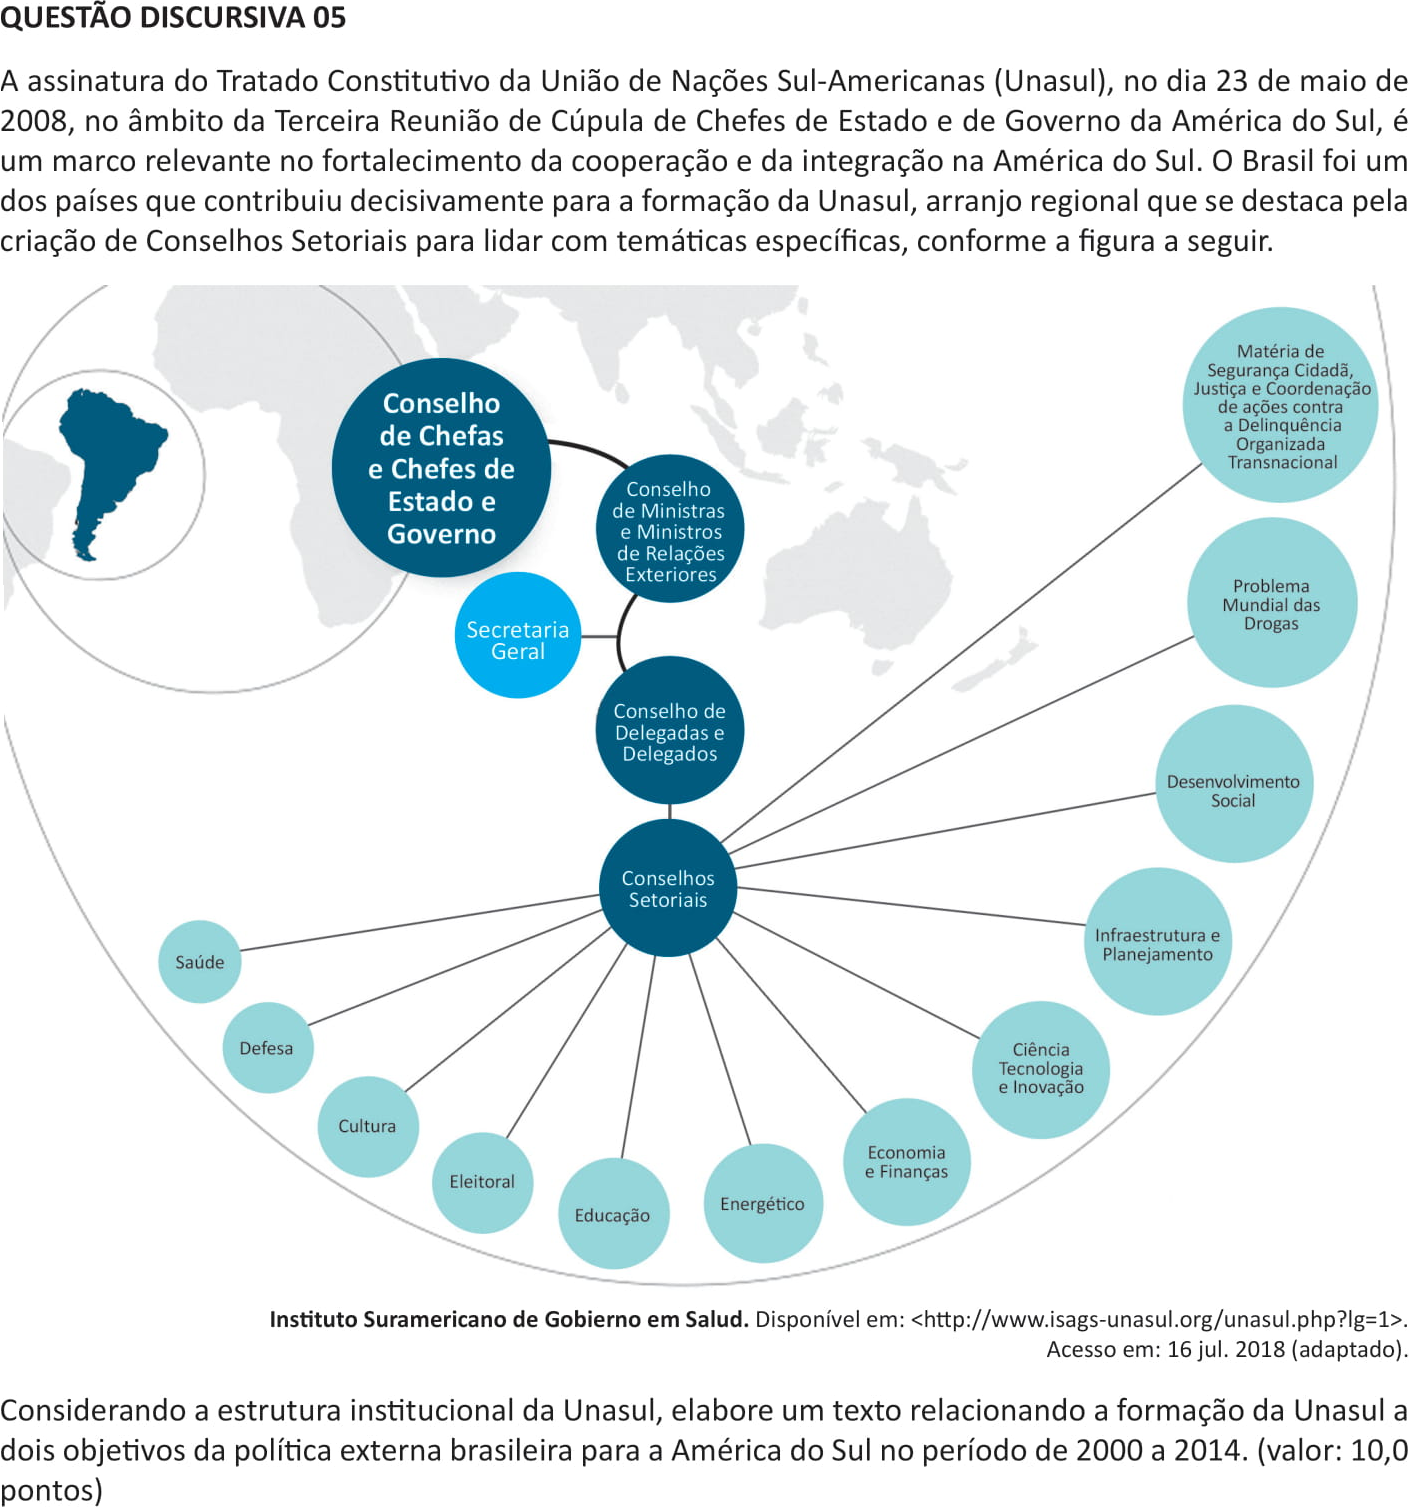 QUESTÃO DISCURSIVA 05
A assinatura do Tratado Constitutivo da União de Nações Sul-Americanas (Unasul), no dia 23 de maio de
2008, no âmbito da Terceira Reunião de Cúpula de Chefes de Estado e de Governo da América do Sul, é
um marco relevante no fortalecimento da cooperação e da integração na América do Sul. O Brasil foi um
dos países que contribuiu decisivamente para a formação da Unasul, arranjo regional que se destaca pela
criação de Conselhos Setoriais para lidar com temáticas específicas, conforme a figura a seguir.
Conselho
de Chefas
e Chefes de
Estado e
Governo
Conselho
de Ministras
e Ministros
de Relações
Exteriores
Secretaria
Geral
Conselho de
Delegadas e
Delegados
Conselhos
Setoriais
Matéria de
Segurança Cidadã,
Justiça e Coordenação
de ações contra
a Delinquência
Organizada
Transnacional
Problema
Mundial das
Drogas
Desenvolvimento
Social
Infraestrutura e
Planejamento
Ciência
Tecnologia
e Inovação
Economia
e Finanças
Energético
Educação
Eleitoral
Cultura
Defesa
Saúde
Instituto Suramericano de Gobierno em Salud. Disponível em: <http://www.isags-unasul.org/unasul.php?lg=1>.
Acesso em: 16 jul. 2018 (adaptado).
Considerando a estrutura institucional da Unasul, elabore um texto relacionando a formação da Unasul a
dois objetivos da política externa brasileira para a América do Sul no período de 2000 a 2014. (valor: 10,0
pontos)